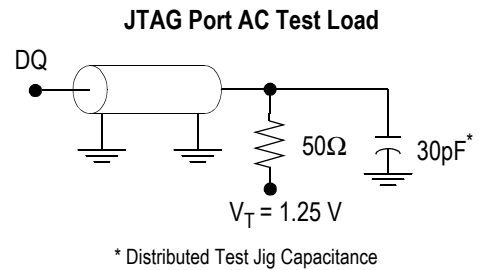 JTAG Port AC Test Load
DQ
50Ω
30pF*
V_T = 1.25 V
* Distributed Test Jig Capacitance